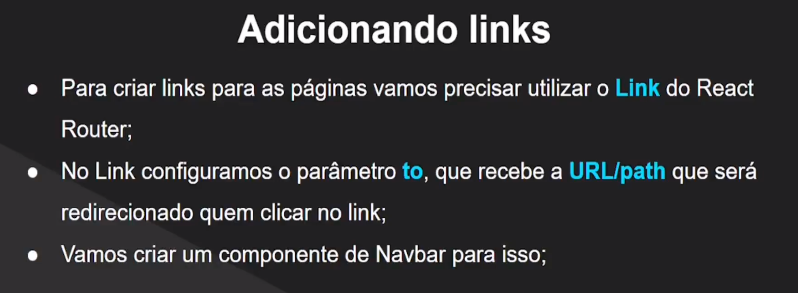 Adicionando links
● Para criar links para as páginas vamos precisar utilizar o Link do React
Router;
● No Link configuramos o parâmetro to, que recebe a URL/path que será
redirecionado quem clicar no link;
● Vamos criar um componente de Navbar para isso;